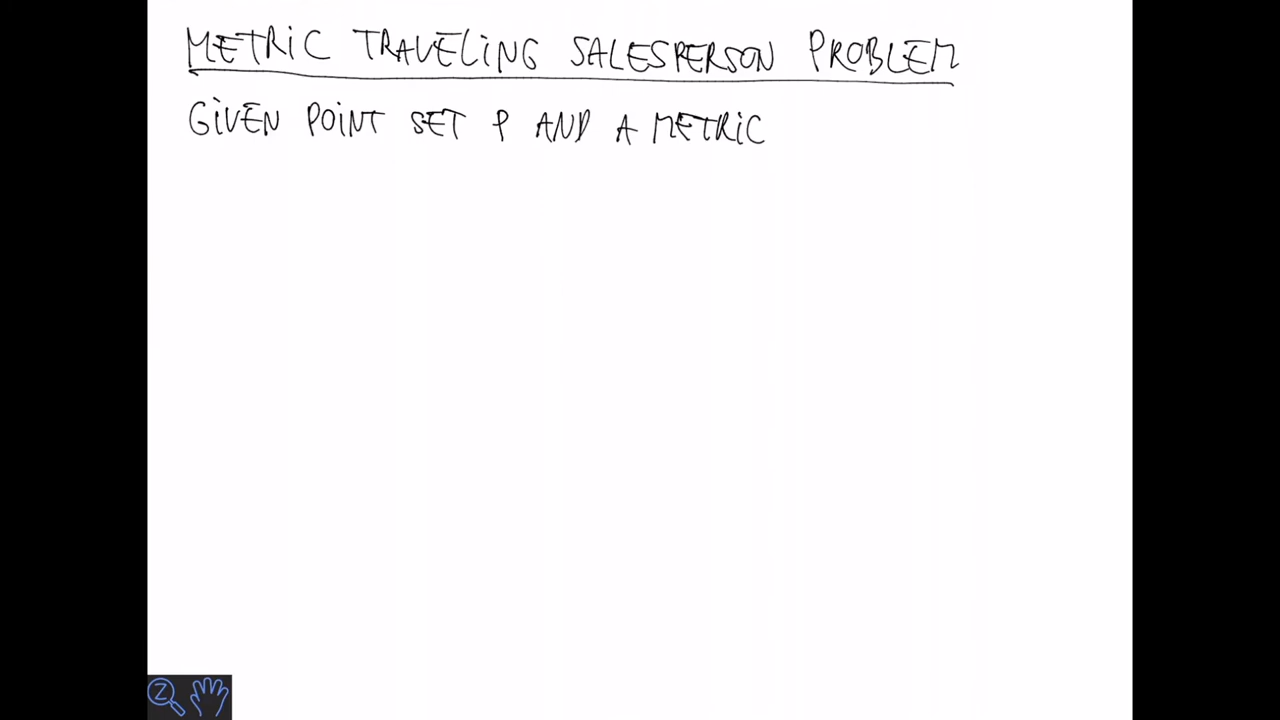 METRIC TRAVELING SALESPERSON PROBLEM
GIVEN POINT SET P AND A METRIC